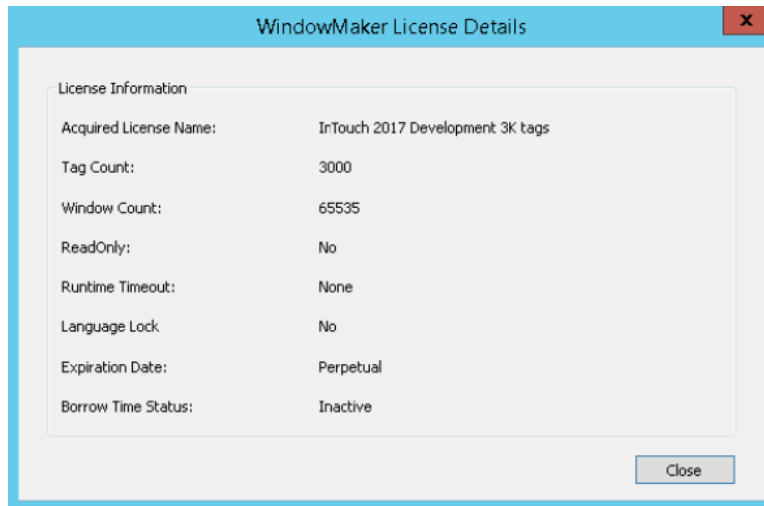 WindowMaker License Details
x
License Information
Acquired License Name: InTouch 2017 Development 3K tags
Tag Count: 3000
Window Count: 65535
ReadOnly: No
Runtime Timeout: None
Language Lock No
Expiration Date: Perpetual
Borrow Time Status: Inactive
Close